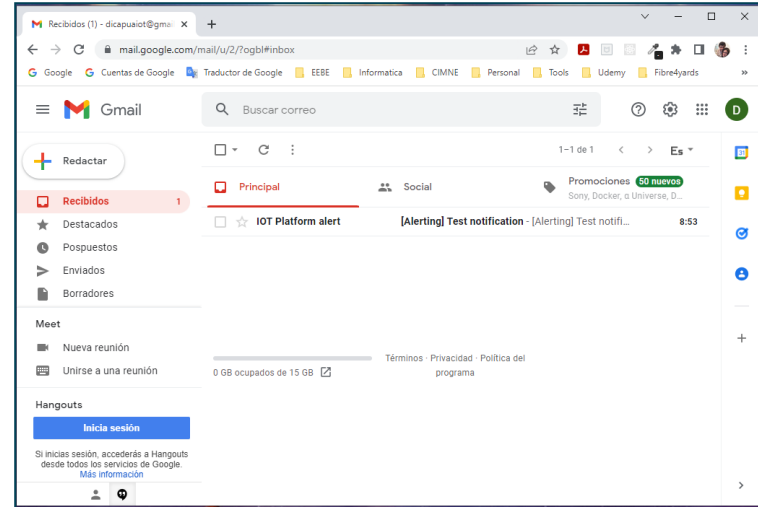 Recibidos (1) - dicapuaiot@gmai
mail.google.com/mail/u/2/?ogbl#inbox
Google Cuentas de Google Traductor de Google EEBE Informatica CIMNE Personal Tools Udemy Fibre4yards »
Gmail
Buscar correo
D
Redactar
1–1 de 1
Es
31
Principal
Social
Promociones 50 nuevos
Sony, Docker, α Universe, D...
Recibidos 1
IOT Platform alert [Alerting] Test notification - [Alerting] Test notifi... 8:53
Destacados
Pospuestos
Enviados
Borradores
Meet
Nueva reunión
Unirse a una reunión
0 GB ocupados de 15 GB
Términos · Privacidad · Política del
programa
Hangouts
Inicia sesión
Si inicias sesión, accederás a Hangouts
desde todos los servicios de Google.
Más información